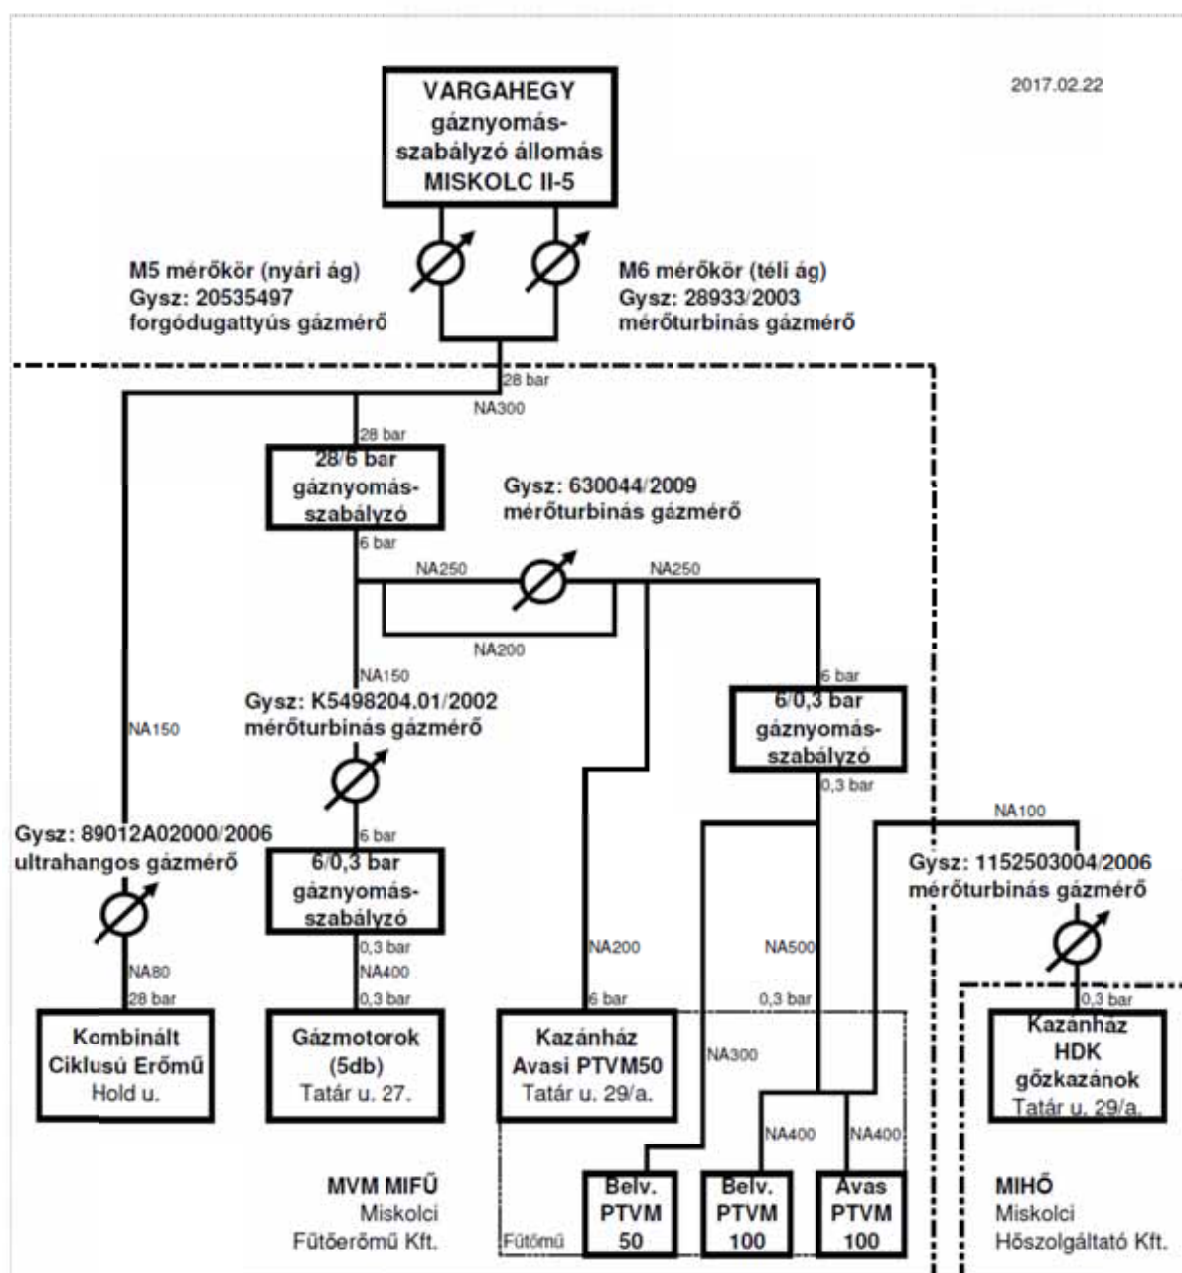 2017.02.22
VARGAHEGY
gáznyomás-
szabályzó állomás
MISKOLC II-5
M5 mérőkör (nyári ág)
Gysz: 20535497
forgódugattyús gázmérő
M6 mérőkör (téli ág)
Gysz: 28933/2003
mérőturbinás gázmérő
28 bar
NA300
28 bar
28/6 bar
gáznyomás-
szabályzó
6 bar
Gysz: 630044/2009
mérőturbinás gázmérő
NA250
NA250
NA200
NA150
Gysz: K5498204.01/2002
mérőturbinás gázmérő
NA150
6 bar
6/0,3 bar
gáznyomás-
szabályzó
0,3 bar
NA100
Gysz: 89012A02000/2006
ultrahangos gázmérő
6 bar
6/0,3 bar
gáznyomás-
szabályzó
0,3 bar
Gysz: 1152503004/2006
mérőturbinás gázmérő
NA80
28 bar
NA400
0,3 bar
NA200
6 bar
NA500
0,3 bar
0,3 bar
Kombinált
Ciklusú Erőmű
Hold u.
Gázmotorok
(5db)
Tatár u. 27.
Kazánház
Avasi PTVM50
Tatár u. 29/a.
Kazánház
HDK
gőzkazánok
Tatár u. 29/a.
NA300
NA400
NA400
MVM MIFŰ
Miskolci
Fűtőerőmű Kft.
Fűtőmű
Belv.
PTVM
50
Belv.
PTVM
100
Avas
PTVM
100
MIHŐ
Miskolci
Hőszolgáltató Kft.